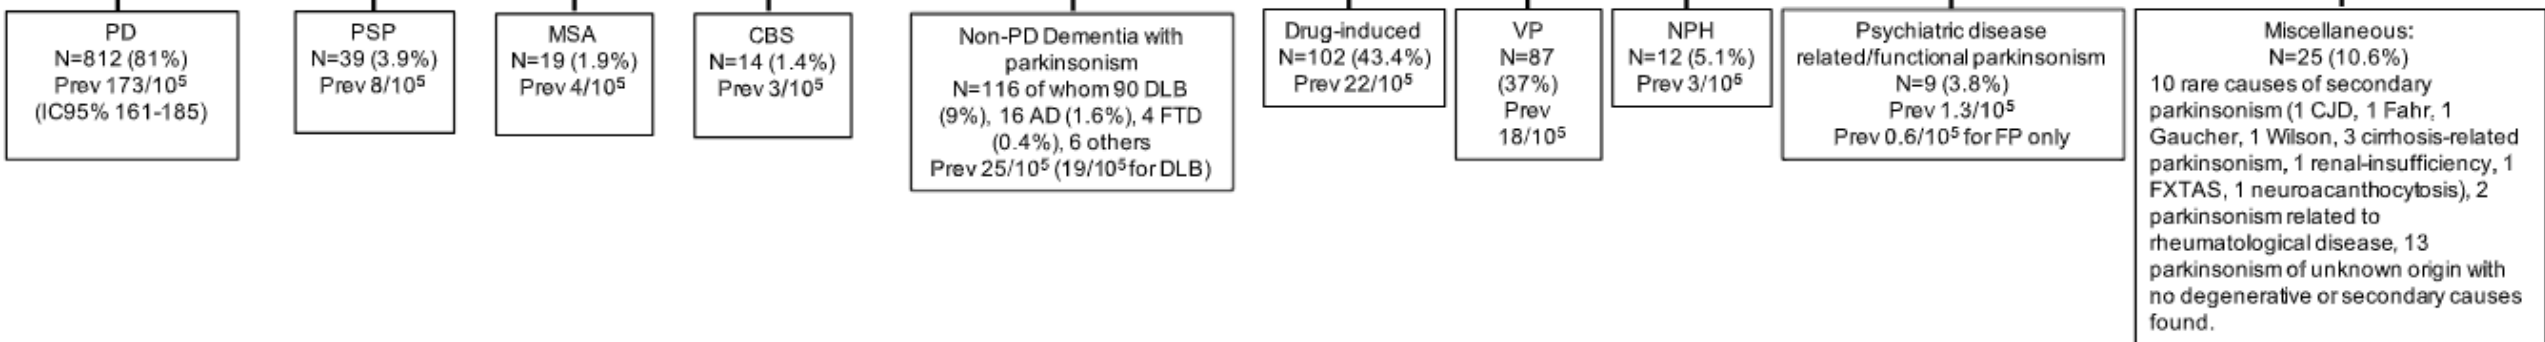 PD
N=812 (81%)
Prev 173/10⁵
(IC95% 161-185)
PSP
N=39 (3.9%)
Prev 8/10⁵
MSA
N=19 (1.9%)
Prev 4/10⁵
CBS
N=14 (1.4%)
Prev 3/10⁵
Non-PD Dementia with
parkinsonism
N=116 of whom 90 DLB
(9%), 16 AD (1.6%), 4 FTD
(0.4%), 6 others
Prev 25/10⁵ (19/10⁵ for DLB)
Drug-induced
N=102 (43.4%)
Prev 22/10⁵
VP
N=87
(37%)
Prev
18/10⁵
NPH
N=12 (5.1%)
Prev 3/10⁵
Psychiatric disease
related/functional parkinsonism
N=9 (3.8%)
Prev 1.3/10⁵
Prev 0.6/10⁵ for FP only
Miscellaneous:
N=25 (10.6%)
10 rare causes of secondary
parkinsonism (1 CJD, 1 Fahr, 1
Gaucher, 1 Wilson, 3 cirrhosis-related
parkinsonism, 1 renal-insufficiency, 1
FXTAS, 1 neuroacanthocytosis), 2
parkinsonism related to
rheumatological disease, 13
parkinsonism of unknown origin with
no degenerative or secondary causes
found.